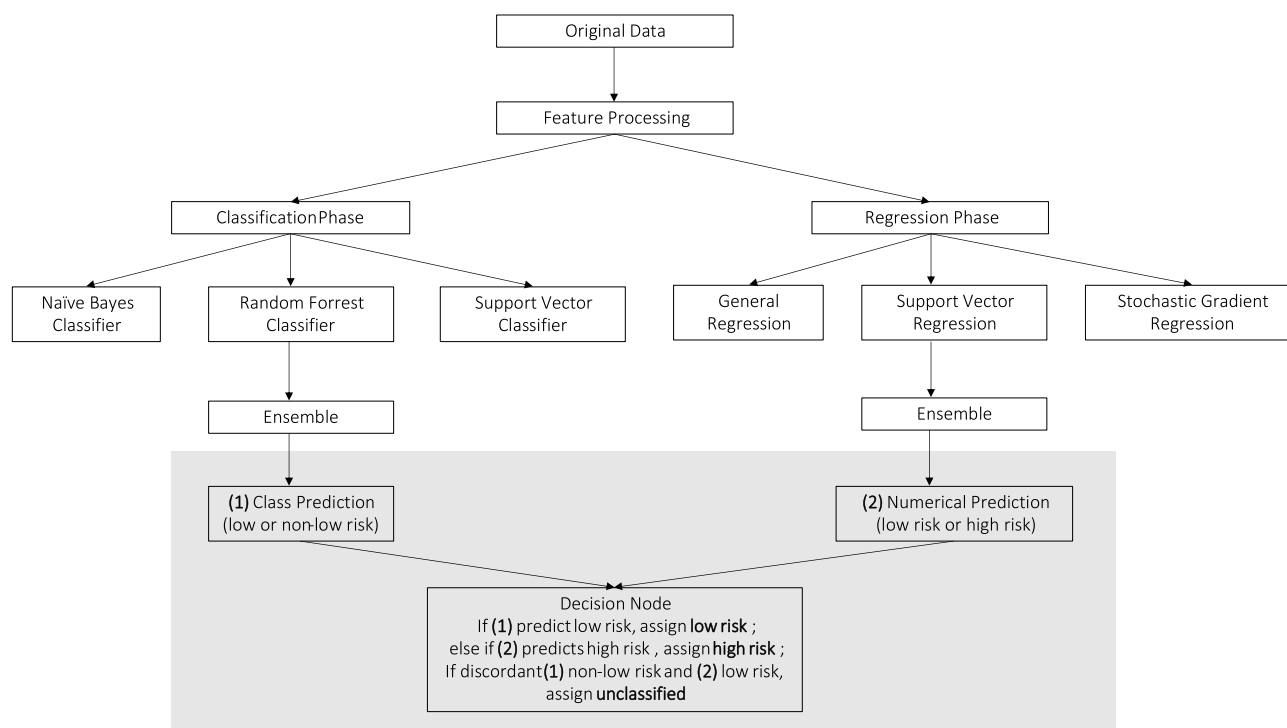 Original Data
Feature Processing
Classification Phase
Regression Phase
Naïve Bayes
Classifier
Random Forrest
Classifier
Support Vector
Classifier
General
Regression
Support Vector
Regression
Stochastic Gradient
Regression
Ensemble
Ensemble
(1) Class Prediction
(low or non-low risk)
(2) Numerical Prediction
(low risk or high risk)
Decision Node
If (1) predict low risk, assign low risk ;
else if (2) predicts high risk , assign high risk ;
If discordant (1) non-low risk and (2) low risk,
assign unclassified